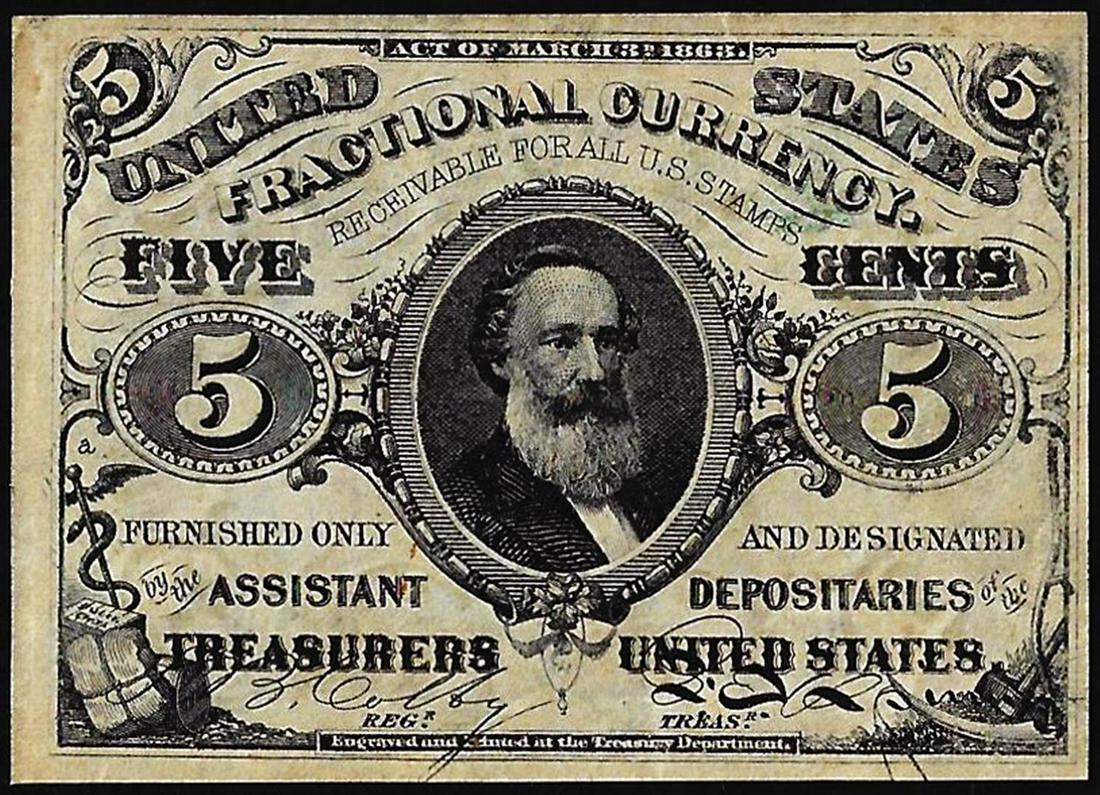 ACT OF MARCH 3D. 1863.
5 5
UNITED STATES
FRACTIONAL CURRENCY.
RECEIVABLE FOR ALL U.S. STAMPS
FIVE CENTS
5 5
a
FURNISHED ONLY AND DESIGNATED
by the ASSISTANT DEPOSITARIES of the
TREASURERS UNITED STATES.
S. B. Colby
REGR. TREASR.
Engraved and Printed at the Treasury Department.